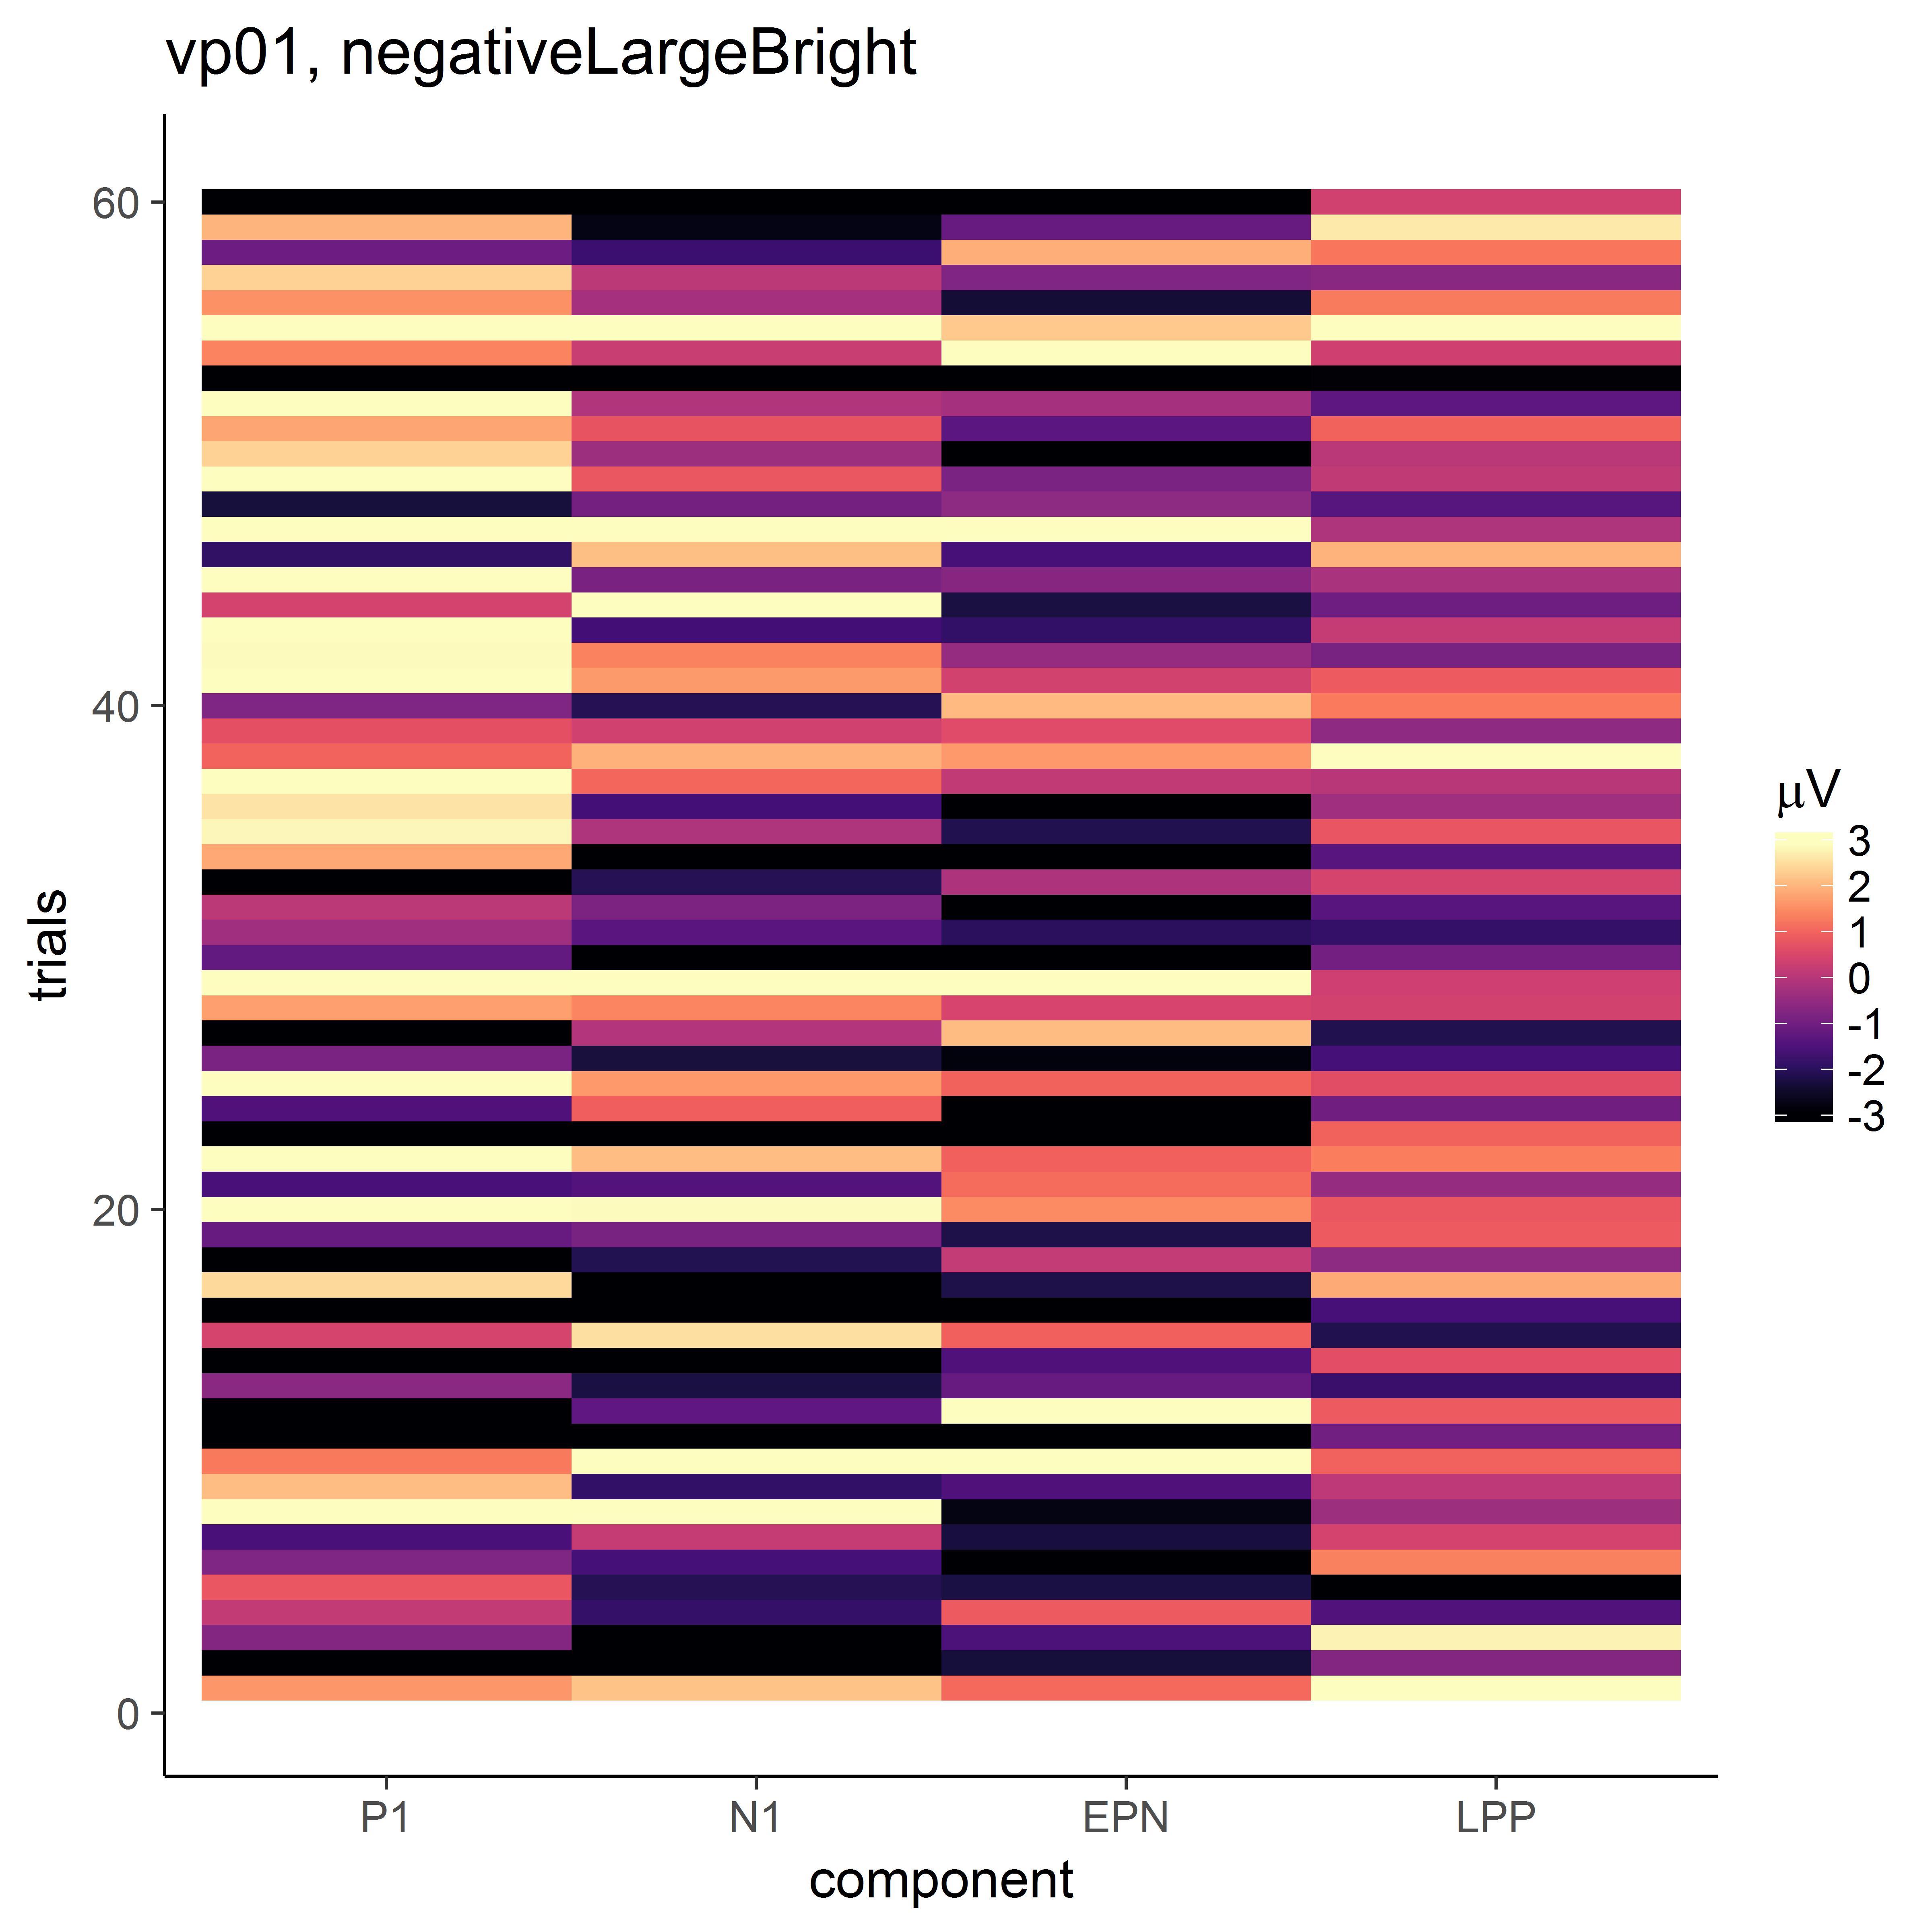 vp01, negativeLargeBright
60
40
20
0
trials
P1 N1 EPN LPP
component
μV
3
2
1
0
-1
-2
-3